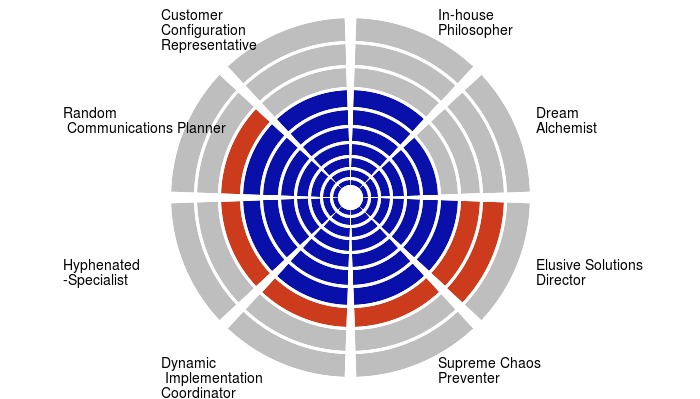 Customer
Configuration
Representative
In-house
Philosopher
Random
Communications Planner
Dream
Alchemist
Hyphenated
-Specialist
Elusive Solutions
Director
Dynamic
Implementation
Coordinator
Supreme Chaos
Preventer